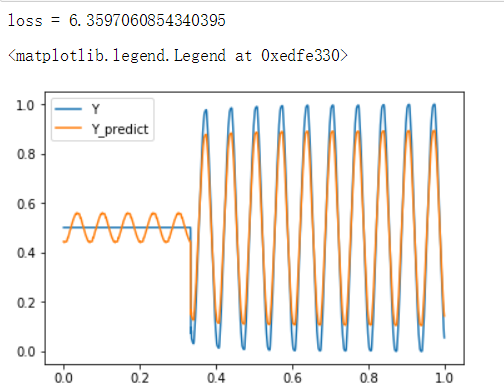 loss = 6.3597060854340395
<matplotlib.legend.Legend at 0xedfe330>
Y
Y_predict
1.0
0.8
0.6
0.4
0.2
0.0
0.0 0.2 0.4 0.6 0.8 1.0